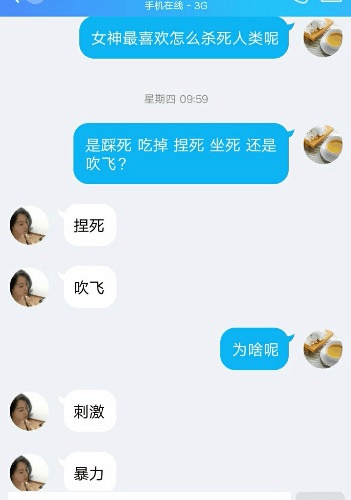 手机在线 - 3G
女神最喜欢怎么杀死人类呢
星期四 09:59
是踩死 吃掉 捏死 坐死 还是
吹飞？
捏死
吹飞
为啥呢
刺激
暴力